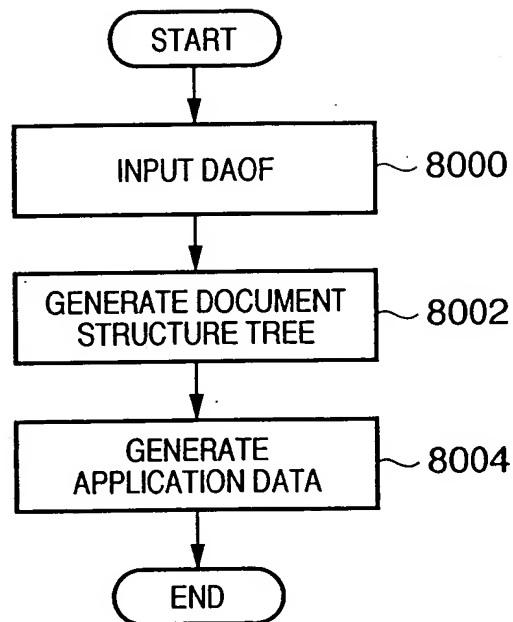 START
INPUT DAOF
8000
GENERATE DOCUMENT
STRUCTURE TREE
8002
GENERATE
APPLICATION DATA
8004
END